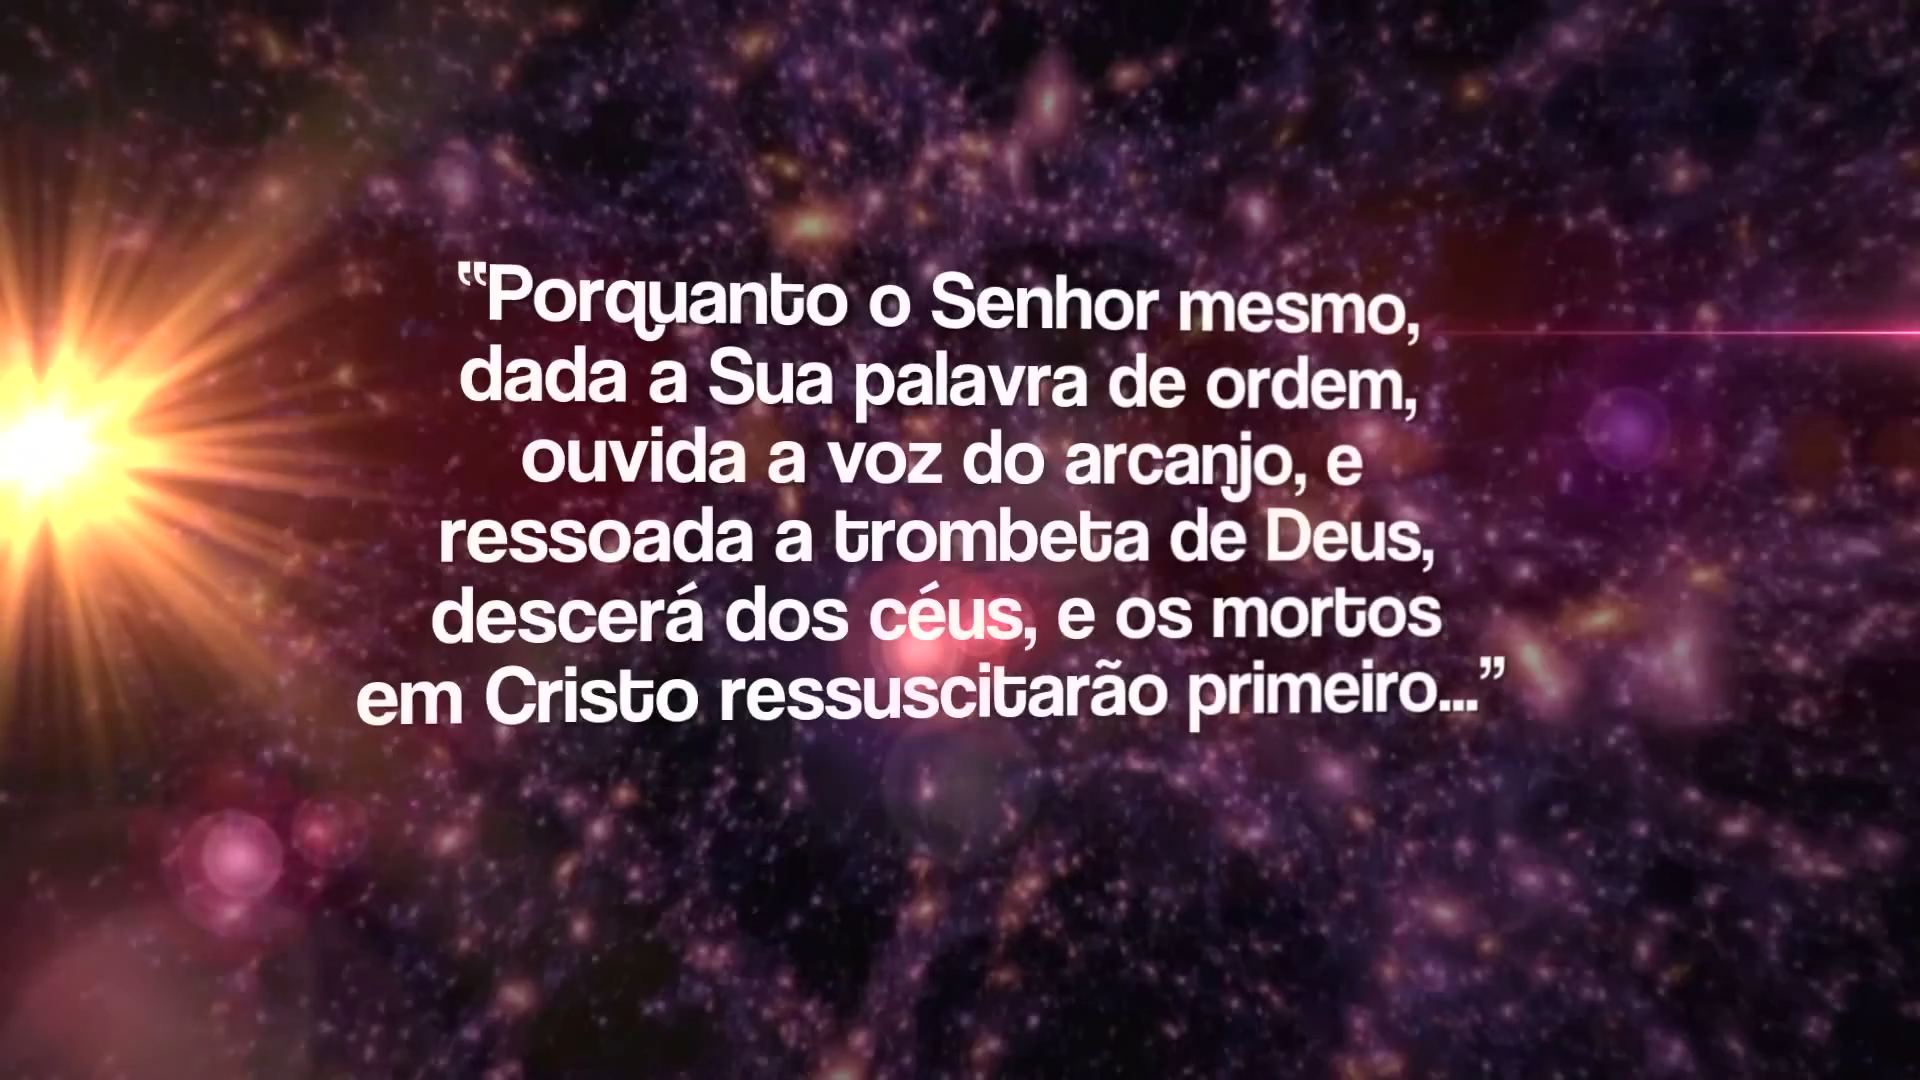 “Porquanto o Senhor mesmo,
dada a Sua palavra de ordem,
ouvida a voz do arcanjo, e
ressoada a trombeta de Deus,
descerá dos céus, e os mortos
em Cristo ressuscitarão primeiro...”